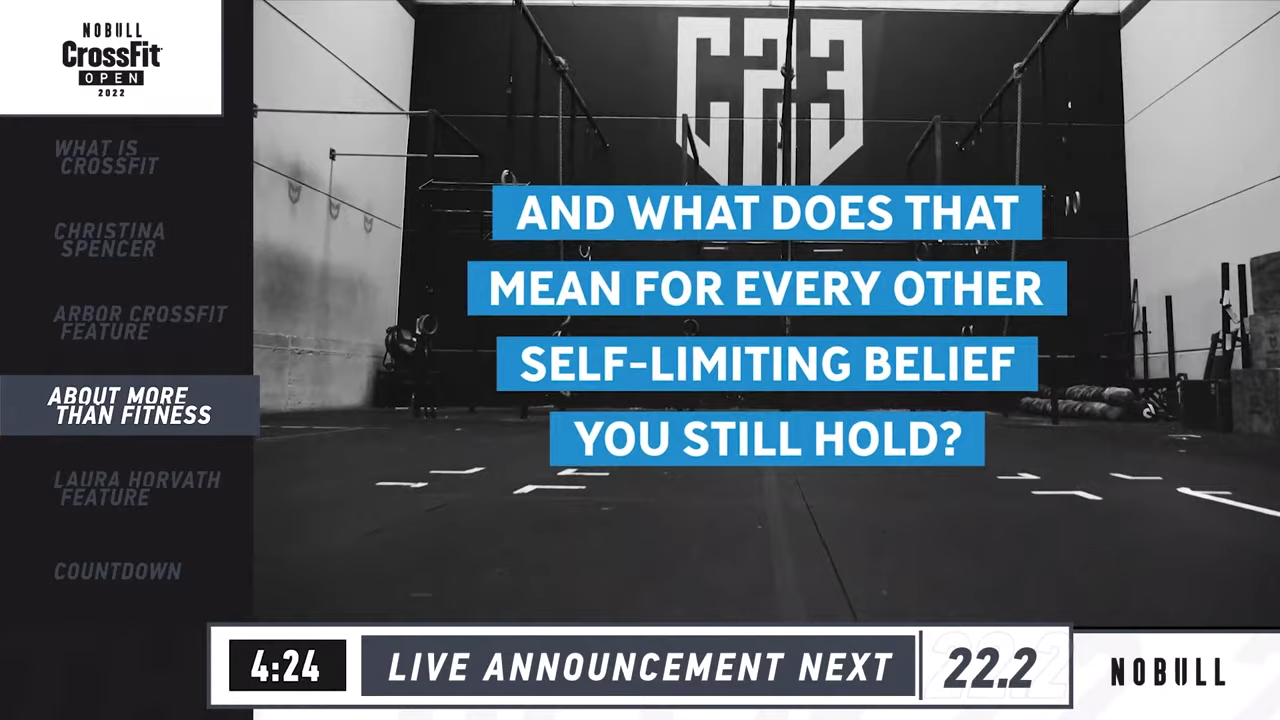 NOBULL
CrossFit
OPEN
2022
WHAT IS
CROSSFIT
CHRISTINA
SPENCER
ARBOR CROSSFIT
FEATURE
ABOUT MORE
THAN FITNESS
LAURA HORVATH
FEATURE
COUNTDOWN
C23
AND WHAT DOES THAT
MEAN FOR EVERY OTHER
SELF-LIMITING BELIEF
YOU STILL HOLD?
4:24
LIVE ANNOUNCEMENT NEXT
22.2
NOBULL